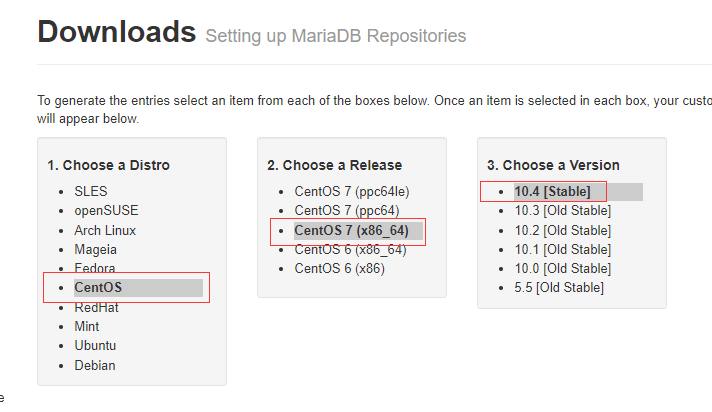 Downloads Setting up MariaDB Repositories
To generate the entries select an item from each of the boxes below. Once an item is selected in each box, your custo
will appear below.
1. Choose a Distro
SLES
openSUSE
Arch Linux
Mageia
Fedora
CentOS
RedHat
Mint
Ubuntu
Debian
2. Choose a Release
CentOS 7 (ppc64le)
CentOS 7 (ppc64)
CentOS 7 (x86_64)
CentOS 6 (x86_64)
CentOS 6 (x86)
3. Choose a Version
10.4 [Stable]
10.3 [Old Stable]
10.2 [Old Stable]
10.1 [Old Stable]
10.0 [Old Stable]
5.5 [Old Stable]
e